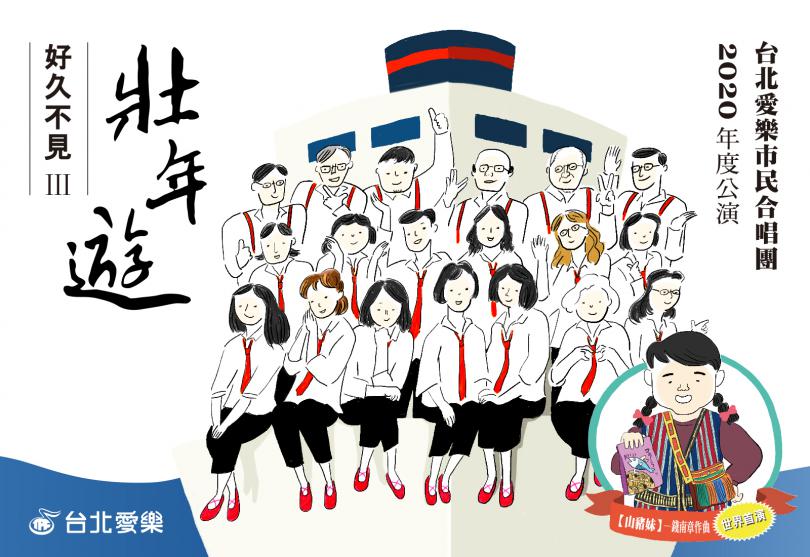 台北愛樂市民合唱團
2020 年度公演
壯年遊
好久不見 III
【山豬妹】—錢南章作曲
世界首演
台北愛樂